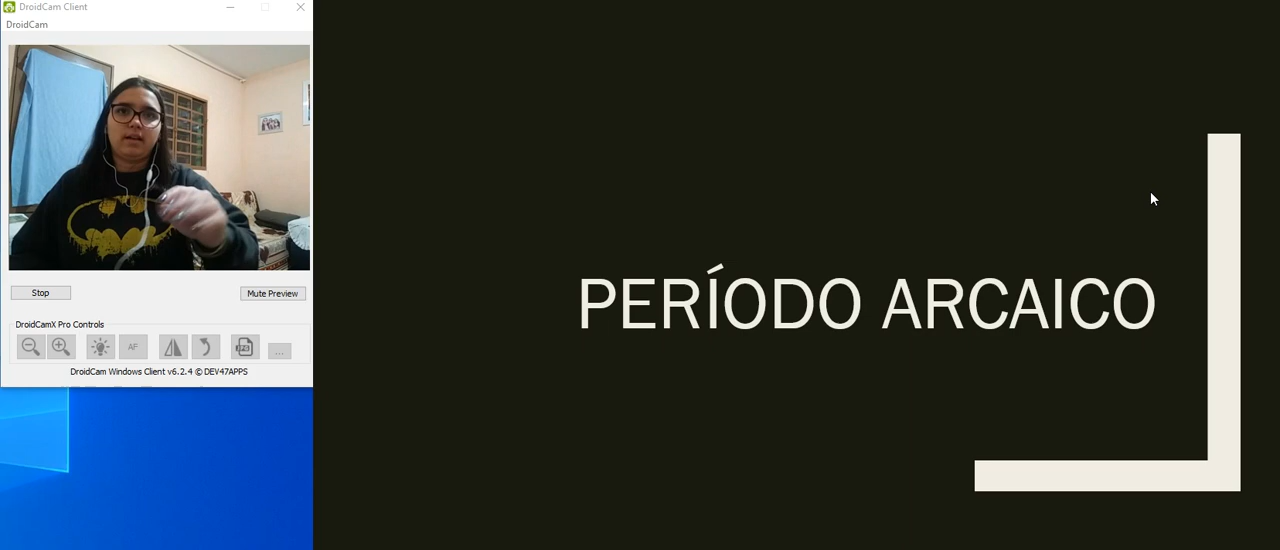 DroidCam Client
DroidCam
Stop
Mute Preview
DroidCamX Pro Controls
AF
JPG
...
DroidCam Windows Client v6.2.4 © DEV47APPS
PERÍODO ARCAICO